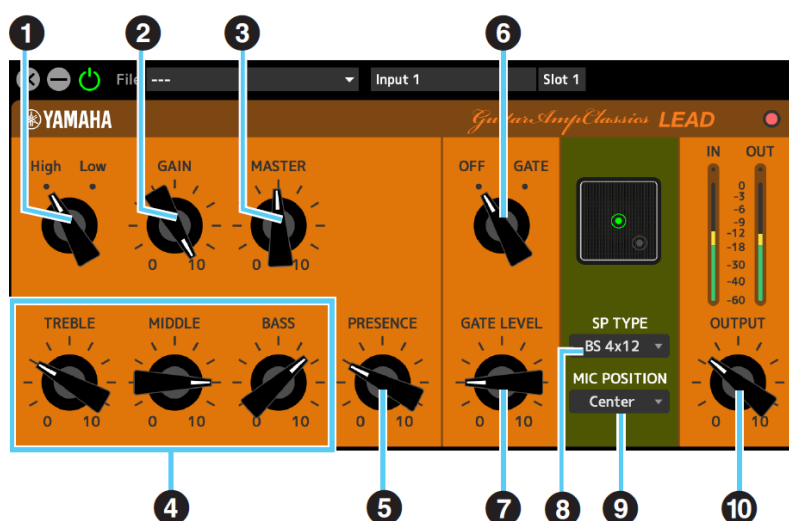 1 2 3 6
File --- Input 1 Slot 1
YAMAHA GuitarAmpClassics LEAD
High Low GAIN MASTER OFF GATE IN OUT
0
-3
-6
-9
-12
-18
-30
-40
-60
0 10 0 10
TREBLE MIDDLE BASS PRESENCE GATE LEVEL SP TYPE OUTPUT
BS 4x12
MIC POSITION
Center
0 10 0 10 0 10 0 10 0 10 0 10
4 5 7 8 9 10